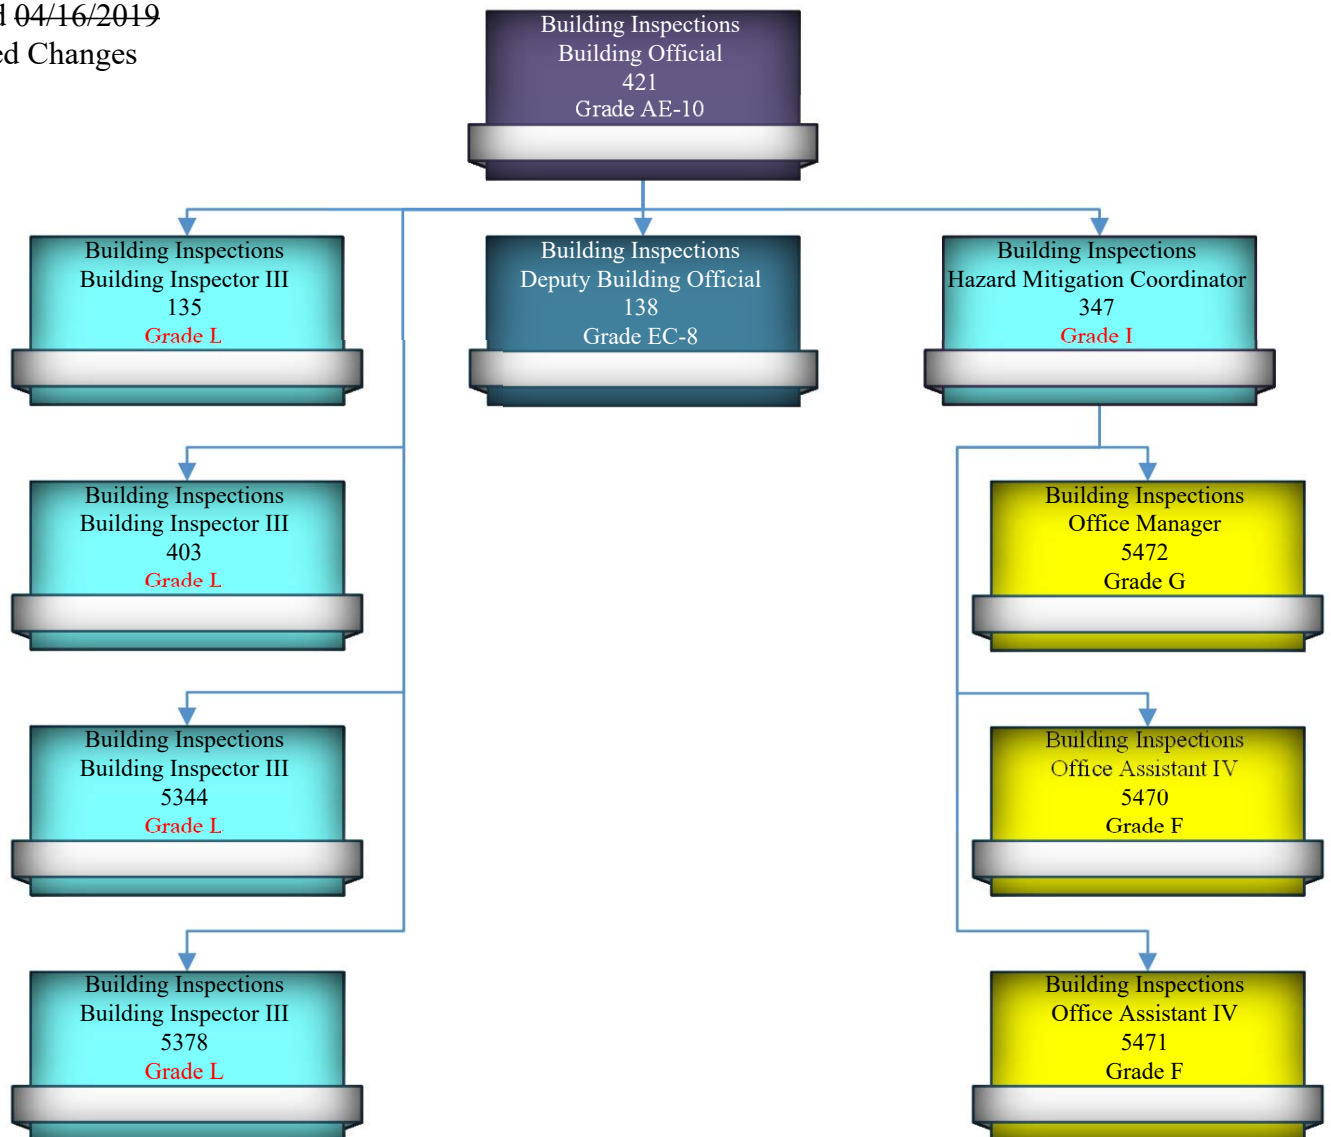 04/16/2019
Changes
Building Inspections
Building Official
421
Grade AE-10
Building Inspections
Building Inspector III
135
Grade L
Building Inspections
Deputy Building Official
138
Grade EC-8
Building Inspections
Hazard Mitigation Coordinator
347
Grade I
Building Inspections
Building Inspector III
403
Grade L
Building Inspections
Office Manager
5472
Grade G
Building Inspections
Building Inspector III
5344
Grade L
Building Inspections
Office Assistant IV
5470
Grade F
Building Inspections
Building Inspector III
5378
Grade L
Building Inspections
Office Assistant IV
5471
Grade F